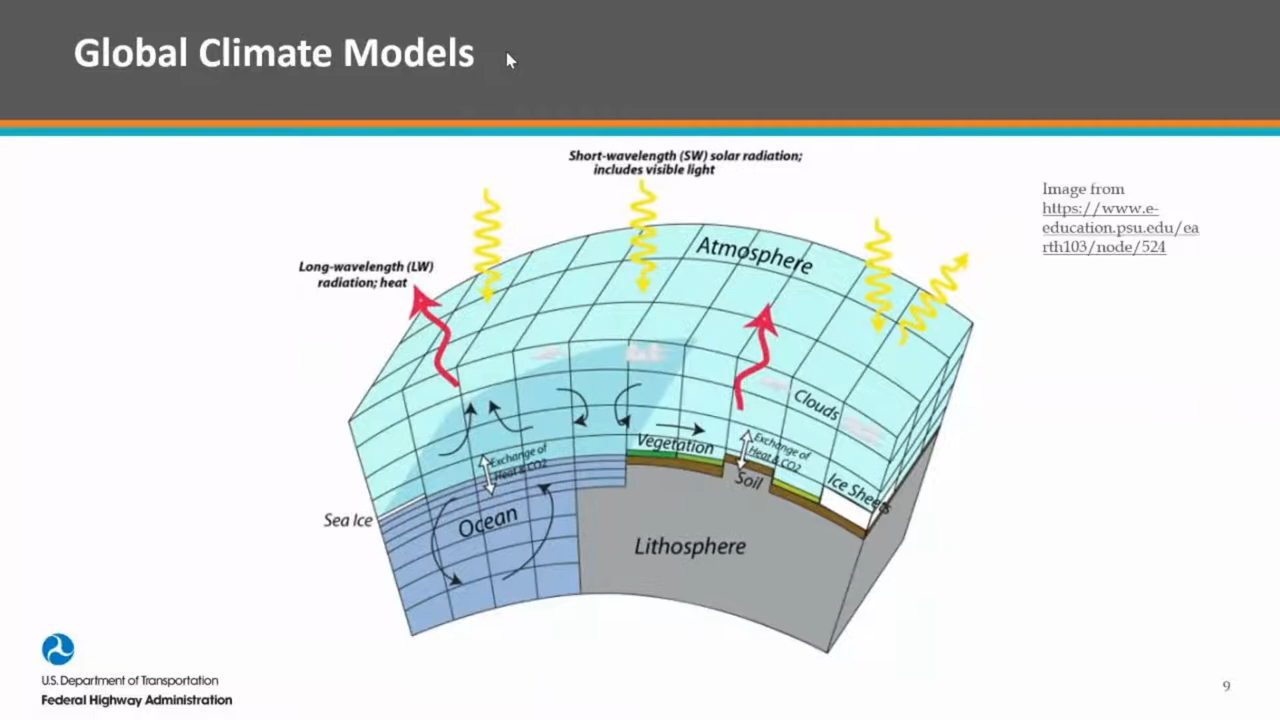 Global Climate Models
Short-wavelength (SW) solar radiation;
includes visible light
Image from
https://www.e-
education.psu.edu/ea
rth103/node/524
Atmosphere
Long-wavelength (LW)
radiation; heat
Clouds
Vegetation
Exchange of
Heat & CO2
Exchange of
Heat & CO2
Soil
Ice Sheets
Sea Ice
Ocean
Lithosphere
U.S. Department of Transportation
Federal Highway Administration
9